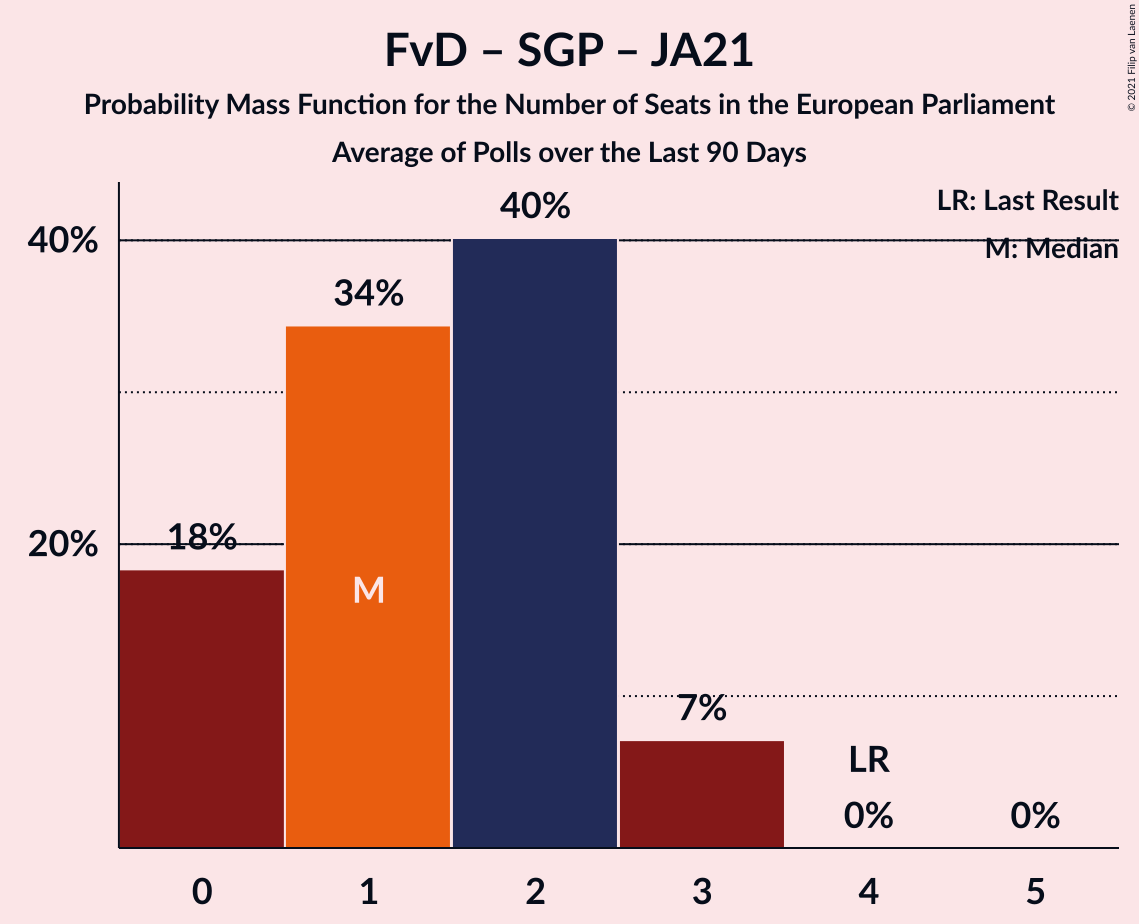 FvD – SGP – JA21
Probability Mass Function for the Number of Seats in the European Parliament
Average of Polls over the Last 90 Days
© 2021 Filip van Laenen
LR: Last Result
M: Median
40%
20%
18%
34%
40%
7%
0%
0%
M
LR
0 1 2 3 4 5